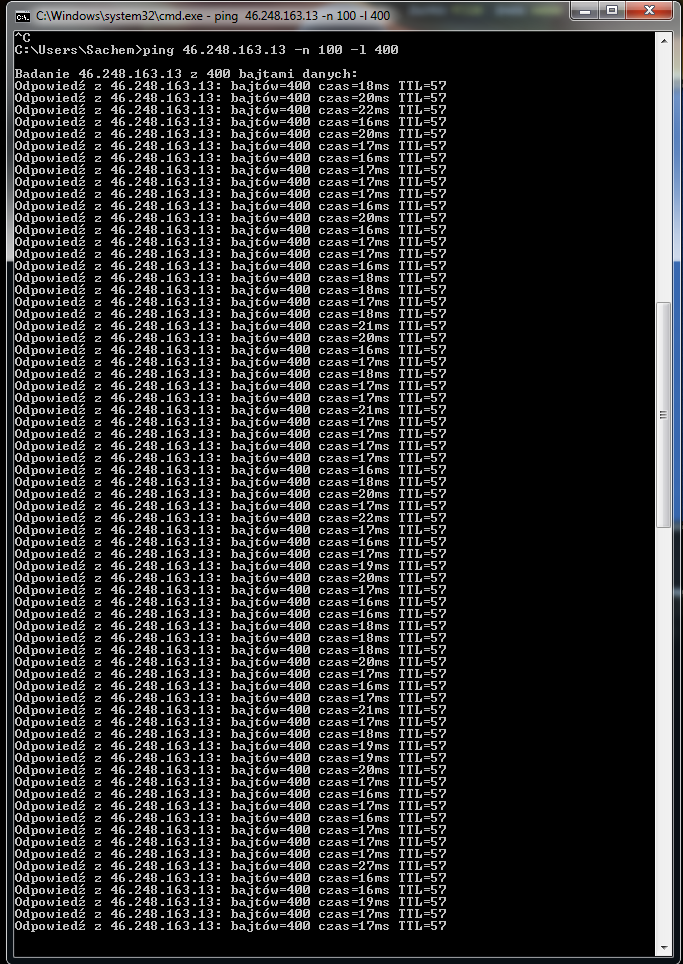 C:\Windows\system32\cmd.exe - ping 46.248.163.13 -n 100 -l 400
^C
C:\Users\Sachem>ping 46.248.163.13 -n 100 -l 400
Badanie 46.248.163.13 z 400 bajtami danych:
Odpowiedź z 46.248.163.13: bajtów=400 czas=18ms TTL=57
Odpowiedź z 46.248.163.13: bajtów=400 czas=20ms TTL=57
Odpowiedź z 46.248.163.13: bajtów=400 czas=22ms TTL=57
Odpowiedź z 46.248.163.13: bajtów=400 czas=16ms TTL=57
Odpowiedź z 46.248.163.13: bajtów=400 czas=20ms TTL=57
Odpowiedź z 46.248.163.13: bajtów=400 czas=17ms TTL=57
Odpowiedź z 46.248.163.13: bajtów=400 czas=16ms TTL=57
Odpowiedź z 46.248.163.13: bajtów=400 czas=17ms TTL=57
Odpowiedź z 46.248.163.13: bajtów=400 czas=17ms TTL=57
Odpowiedź z 46.248.163.13: bajtów=400 czas=17ms TTL=57
Odpowiedź z 46.248.163.13: bajtów=400 czas=16ms TTL=57
Odpowiedź z 46.248.163.13: bajtów=400 czas=20ms TTL=57
Odpowiedź z 46.248.163.13: bajtów=400 czas=16ms TTL=57
Odpowiedź z 46.248.163.13: bajtów=400 czas=17ms TTL=57
Odpowiedź z 46.248.163.13: bajtów=400 czas=17ms TTL=57
Odpowiedź z 46.248.163.13: bajtów=400 czas=16ms TTL=57
Odpowiedź z 46.248.163.13: bajtów=400 czas=18ms TTL=57
Odpowiedź z 46.248.163.13: bajtów=400 czas=18ms TTL=57
Odpowiedź z 46.248.163.13: bajtów=400 czas=17ms TTL=57
Odpowiedź z 46.248.163.13: bajtów=400 czas=18ms TTL=57
Odpowiedź z 46.248.163.13: bajtów=400 czas=21ms TTL=57
Odpowiedź z 46.248.163.13: bajtów=400 czas=20ms TTL=57
Odpowiedź z 46.248.163.13: bajtów=400 czas=16ms TTL=57
Odpowiedź z 46.248.163.13: bajtów=400 czas=17ms TTL=57
Odpowiedź z 46.248.163.13: bajtów=400 czas=18ms TTL=57
Odpowiedź z 46.248.163.13: bajtów=400 czas=17ms TTL=57
Odpowiedź z 46.248.163.13: bajtów=400 czas=17ms TTL=57
Odpowiedź z 46.248.163.13: bajtów=400 czas=21ms TTL=57
Odpowiedź z 46.248.163.13: bajtów=400 czas=17ms TTL=57
Odpowiedź z 46.248.163.13: bajtów=400 czas=17ms TTL=57
Odpowiedź z 46.248.163.13: bajtów=400 czas=17ms TTL=57
Odpowiedź z 46.248.163.13: bajtów=400 czas=17ms TTL=57
Odpowiedź z 46.248.163.13: bajtów=400 czas=16ms TTL=57
Odpowiedź z 46.248.163.13: bajtów=400 czas=18ms TTL=57
Odpowiedź z 46.248.163.13: bajtów=400 czas=20ms TTL=57
Odpowiedź z 46.248.163.13: bajtów=400 czas=17ms TTL=57
Odpowiedź z 46.248.163.13: bajtów=400 czas=22ms TTL=57
Odpowiedź z 46.248.163.13: bajtów=400 czas=17ms TTL=57
Odpowiedź z 46.248.163.13: bajtów=400 czas=16ms TTL=57
Odpowiedź z 46.248.163.13: bajtów=400 czas=17ms TTL=57
Odpowiedź z 46.248.163.13: bajtów=400 czas=19ms TTL=57
Odpowiedź z 46.248.163.13: bajtów=400 czas=20ms TTL=57
Odpowiedź z 46.248.163.13: bajtów=400 czas=17ms TTL=57
Odpowiedź z 46.248.163.13: bajtów=400 czas=16ms TTL=57
Odpowiedź z 46.248.163.13: bajtów=400 czas=16ms TTL=57
Odpowiedź z 46.248.163.13: bajtów=400 czas=18ms TTL=57
Odpowiedź z 46.248.163.13: bajtów=400 czas=18ms TTL=57
Odpowiedź z 46.248.163.13: bajtów=400 czas=18ms TTL=57
Odpowiedź z 46.248.163.13: bajtów=400 czas=20ms TTL=57
Odpowiedź z 46.248.163.13: bajtów=400 czas=17ms TTL=57
Odpowiedź z 46.248.163.13: bajtów=400 czas=16ms TTL=57
Odpowiedź z 46.248.163.13: bajtów=400 czas=17ms TTL=57
Odpowiedź z 46.248.163.13: bajtów=400 czas=21ms TTL=57
Odpowiedź z 46.248.163.13: bajtów=400 czas=17ms TTL=57
Odpowiedź z 46.248.163.13: bajtów=400 czas=18ms TTL=57
Odpowiedź z 46.248.163.13: bajtów=400 czas=19ms TTL=57
Odpowiedź z 46.248.163.13: bajtów=400 czas=19ms TTL=57
Odpowiedź z 46.248.163.13: bajtów=400 czas=20ms TTL=57
Odpowiedź z 46.248.163.13: bajtów=400 czas=17ms TTL=57
Odpowiedź z 46.248.163.13: bajtów=400 czas=16ms TTL=57
Odpowiedź z 46.248.163.13: bajtów=400 czas=17ms TTL=57
Odpowiedź z 46.248.163.13: bajtów=400 czas=16ms TTL=57
Odpowiedź z 46.248.163.13: bajtów=400 czas=17ms TTL=57
Odpowiedź z 46.248.163.13: bajtów=400 czas=17ms TTL=57
Odpowiedź z 46.248.163.13: bajtów=400 czas=17ms TTL=57
Odpowiedź z 46.248.163.13: bajtów=400 czas=27ms TTL=57
Odpowiedź z 46.248.163.13: bajtów=400 czas=16ms TTL=57
Odpowiedź z 46.248.163.13: bajtów=400 czas=16ms TTL=57
Odpowiedź z 46.248.163.13: bajtów=400 czas=19ms TTL=57
Odpowiedź z 46.248.163.13: bajtów=400 czas=17ms TTL=57
Odpowiedź z 46.248.163.13: bajtów=400 czas=17ms TTL=57